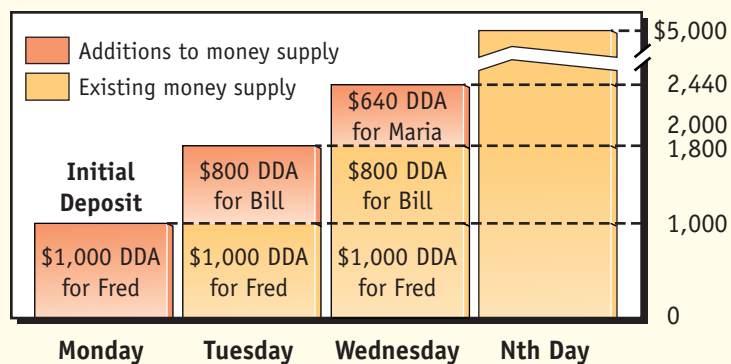 Additions to money supply
Existing money supply
$5,000
2,440
2,000
1,800
1,000
0
Initial
Deposit
$1,000 DDA
for Fred
$800 DDA
for Bill
$1,000 DDA
for Fred
$640 DDA
for Maria
$800 DDA
for Bill
$1,000 DDA
for Fred
Monday
Tuesday
Wednesday
Nth Day